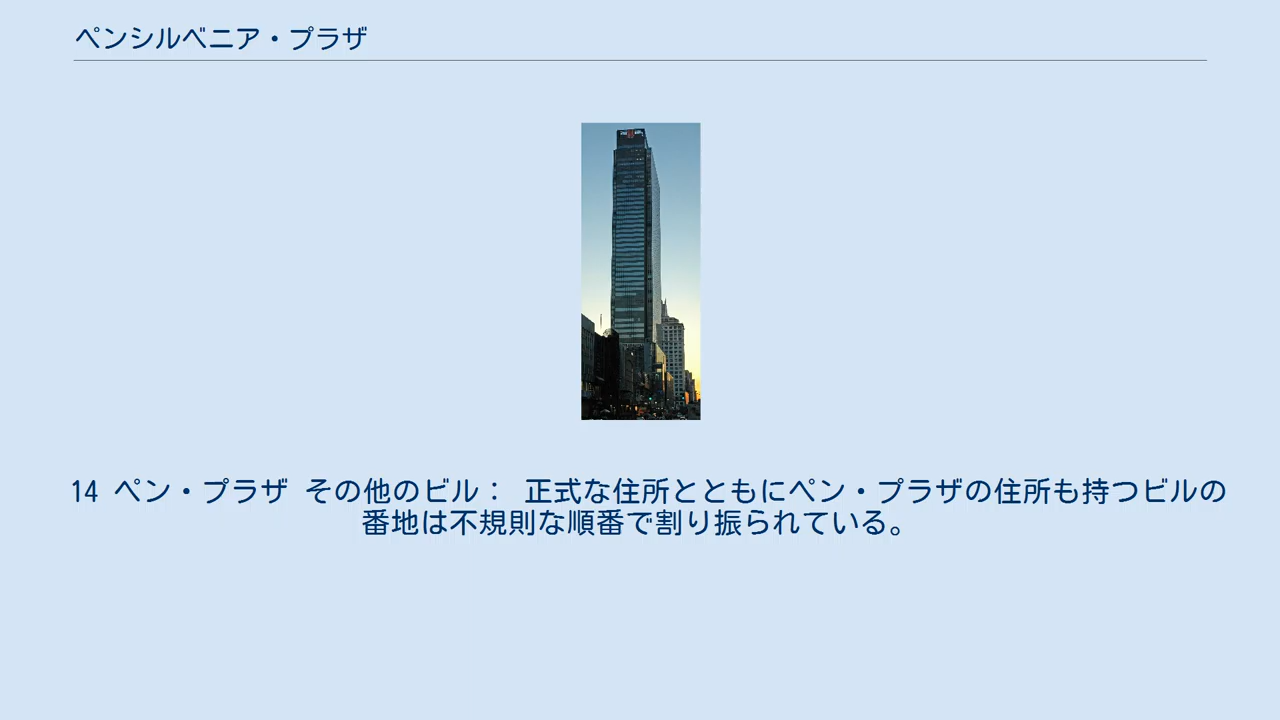 ペンシルベニア・プラザ
14 ペン・プラザ その他のビル： 正式な住所とともにペン・プラザの住所も持つビルの
番地は不規則な順番で割り振られている。